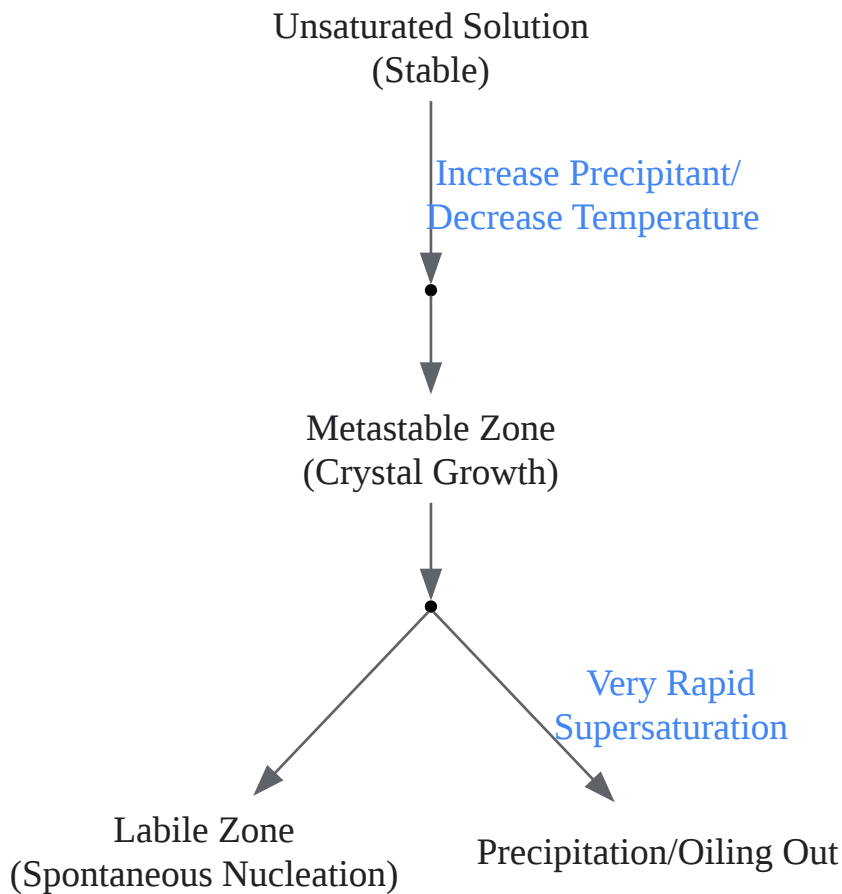 Unsaturated Solution
(Stable)
Increase Precipitant/
Decrease Temperature
Metastable Zone
(Crystal Growth)
Very Rapid
Supersaturation
Labile Zone
(Spontaneous Nucleation)
Precipitation/Oiling Out